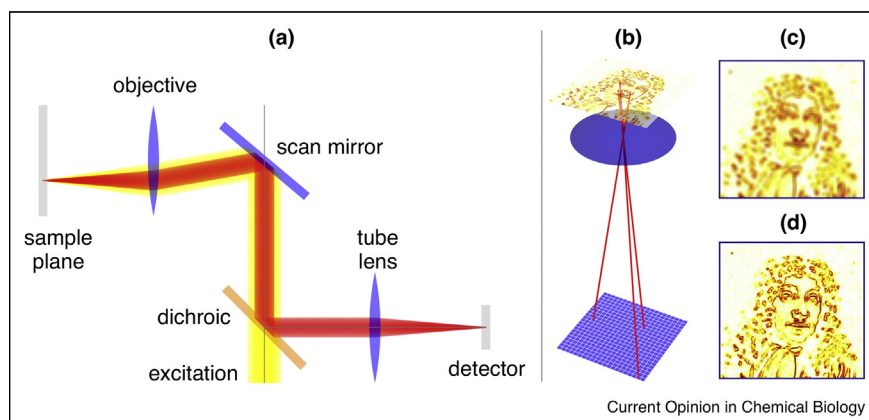 (a)
(b)
(c)
objective
scan mirror
sample
plane
tube
lens
(d)
dichroic
excitation
detector
Current Opinion in Chemical Biology